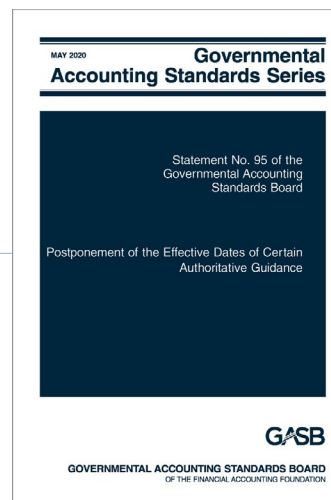 MAY 2020
Governmental
Accounting Standards Series
Statement No. 95 of the
Governmental Accounting
Standards Board
Postponement of the Effective Dates of Certain
Authoritative Guidance
GASB
GOVERNMENTAL ACCOUNTING STANDARDS BOARD
OF THE FINANCIAL ACCOUNTING FOUNDATION